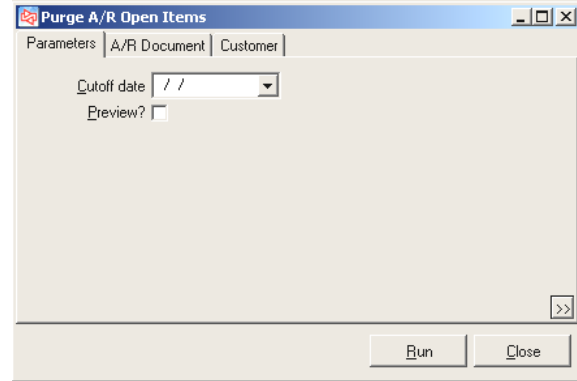 Purge A/R Open Items
Parameters A/R Document Customer
Cutoff date / /
Preview?
>>
Run Close